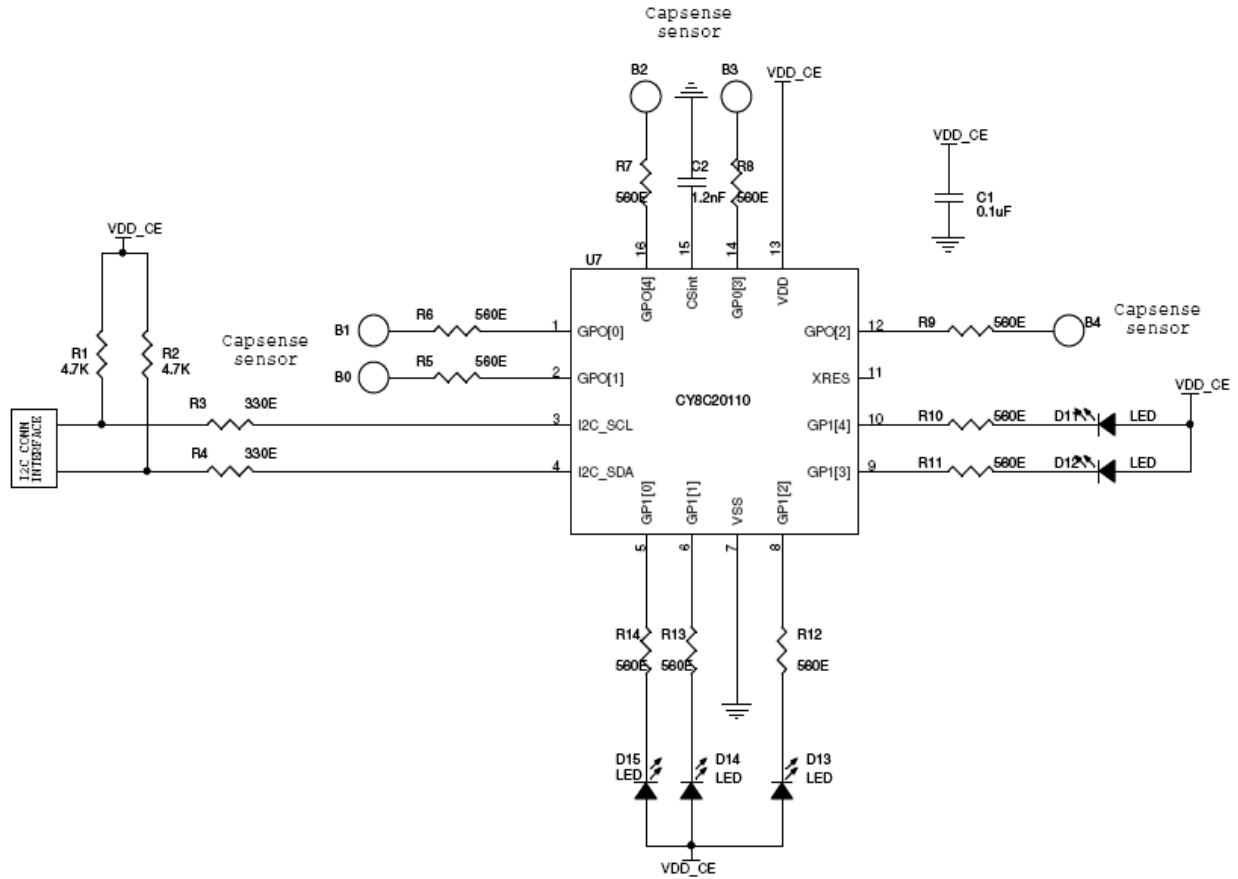 Capsense
sensor
B2
B3
VDD_CE
R7
560E
C2
1.2nF
R8
560E
VDD_CE
C1
0.1uF
VDD_CE
16
15
14
13
U7
GPO[4]
CSint
GP0[3]
VDD
B1
R6
560E
1
GPO[0]
GPO[2]
12
R9
560E
B4
Capsense
sensor
R1
4.7K
R2
4.7K
Capsense
sensor
B0
R5
560E
2
GPO[1]
XRES
11
CY8C20110
VDD_CE
I2C CONN
INTERFACE
R3
330E
3
I2C_SCL
GP1[4]
10
R10
560E
D11
LED
R4
330E
4
I2C_SDA
GP1[3]
9
R11
560E
D12
LED
GP1[0]
GP1[1]
VSS
GP1[2]
5
6
7
8
R14
560E
R13
560E
R12
560E
D15
LED
D14
LED
D13
LED
VDD_CE